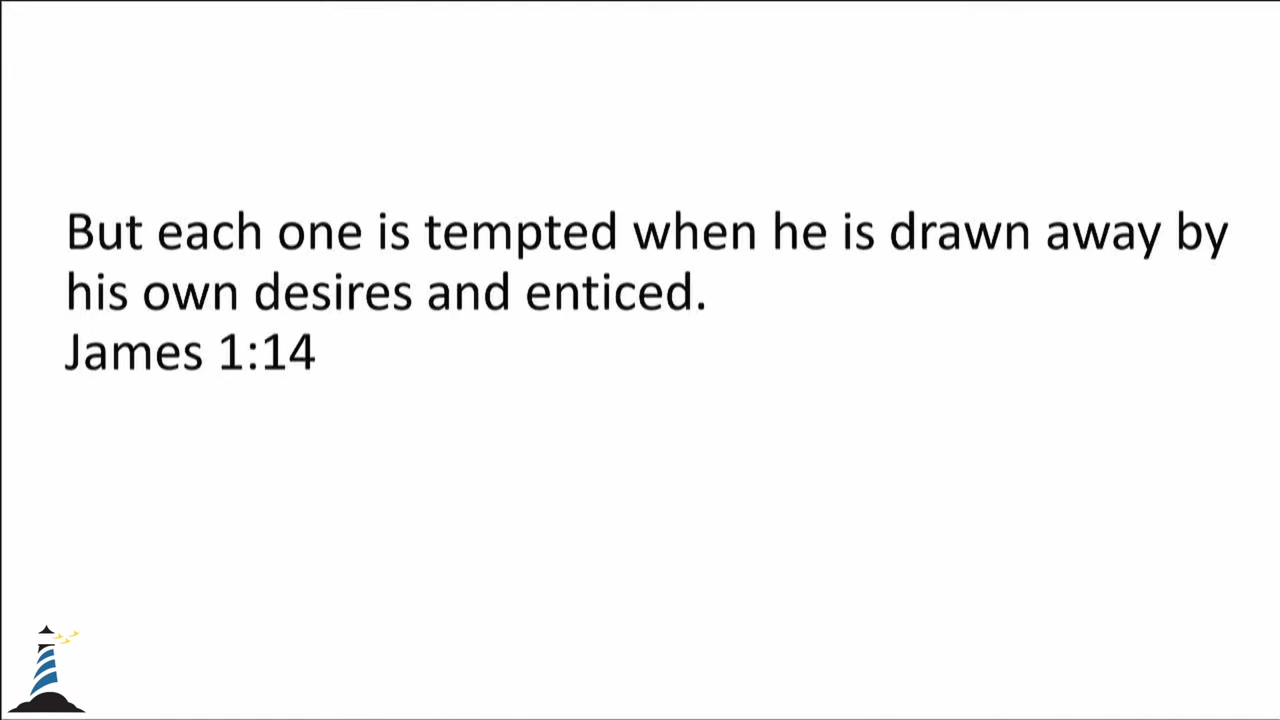 But each one is tempted when he is drawn away by
his own desires and enticed.
James 1:14